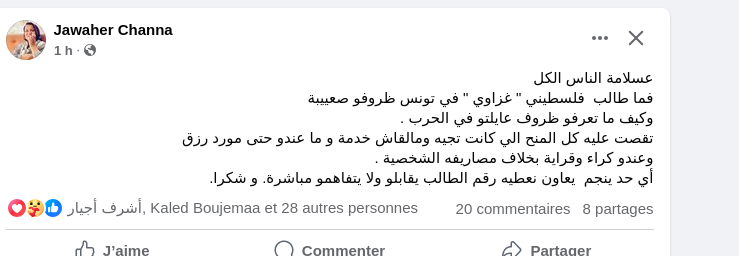 Jawaher Channa
1 h ·
عسلامة الناس الكل
فما طالب فلسطيني " غزاوي " في تونس ظروفو صعييبة
وكيف ما تعرفو ظروف عايلتو في الحرب .
تقصت عليه كل المنح الي كانت تجيه ومالقاش خدمة و ما عندو حتى مورد رزق
وعندو كراء وقراية بخلاف مصاريفه الشخصية .
أي حد ينجم يعاون نعطيه رقم الطالب يقابلو ولا يتفاهمو مباشرة. و شكرا.
أشرف أجيار, Kaled Boujemaa et 28 autres personnes 20 commentaires 8 partages
J'aime Commenter Partager